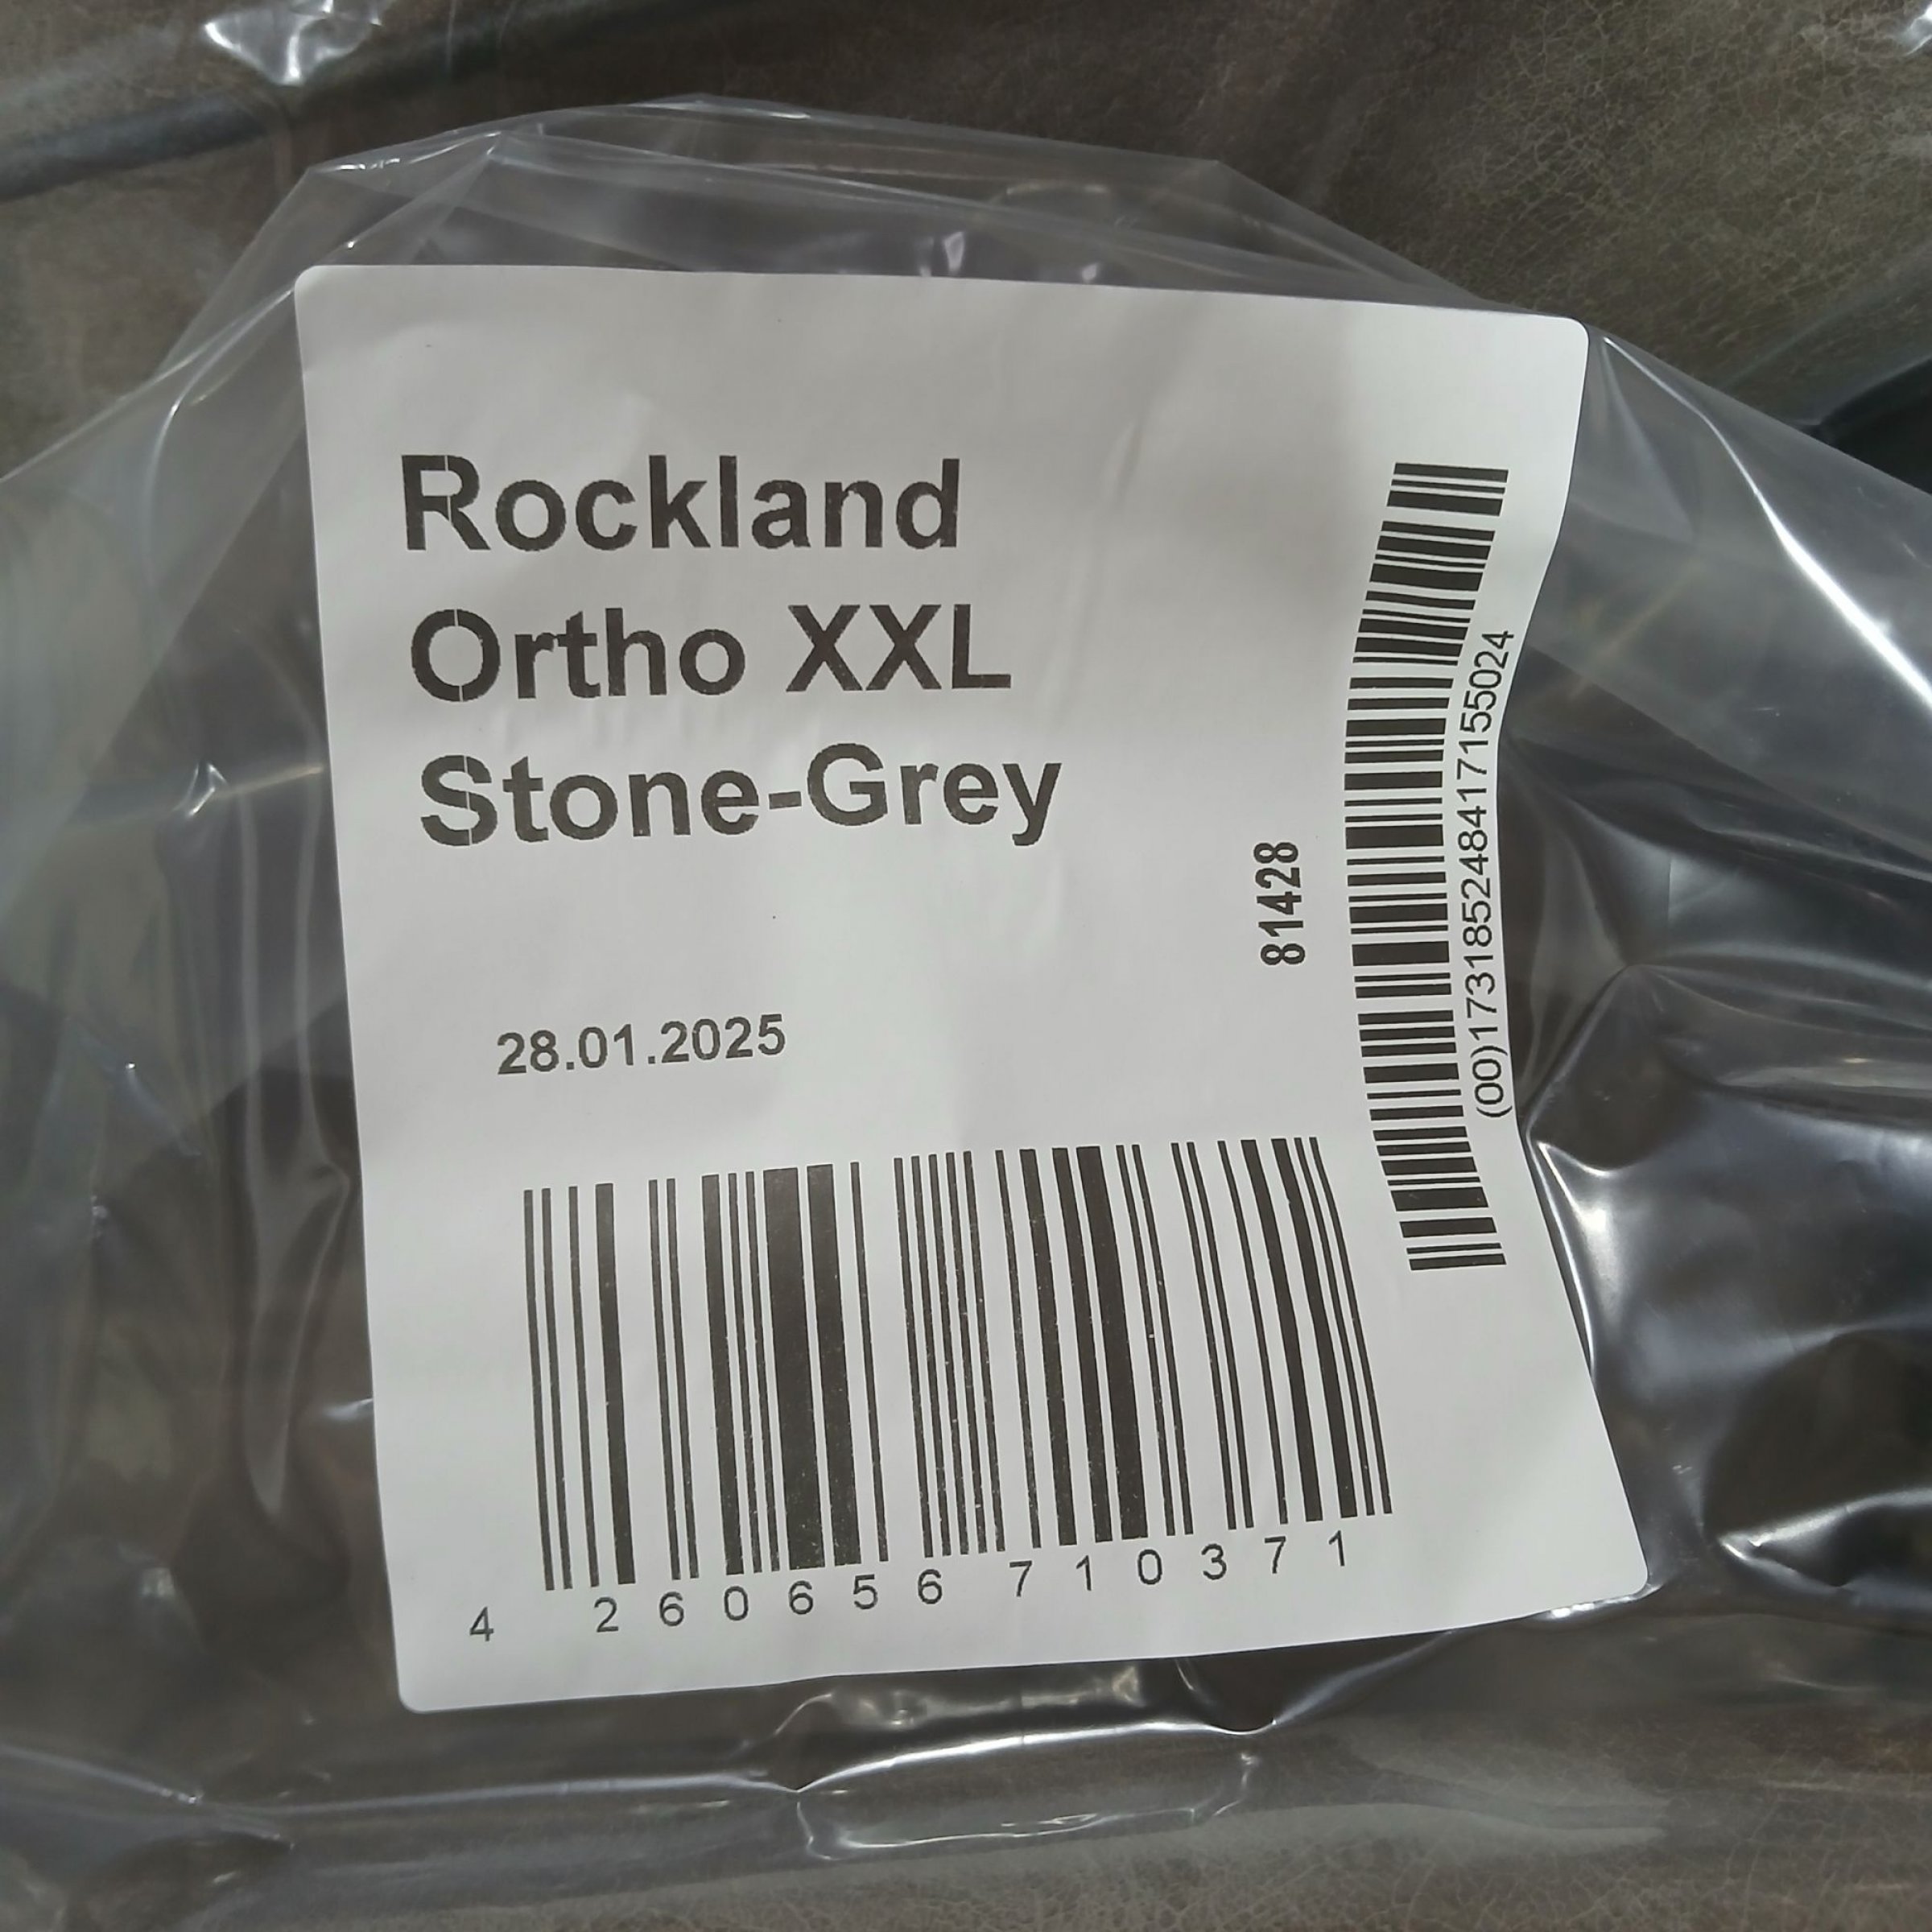 Rockland
Ortho XXL
Stone-Grey
81428
28.01.2025
(00)173185248417155024
4 260656 710371